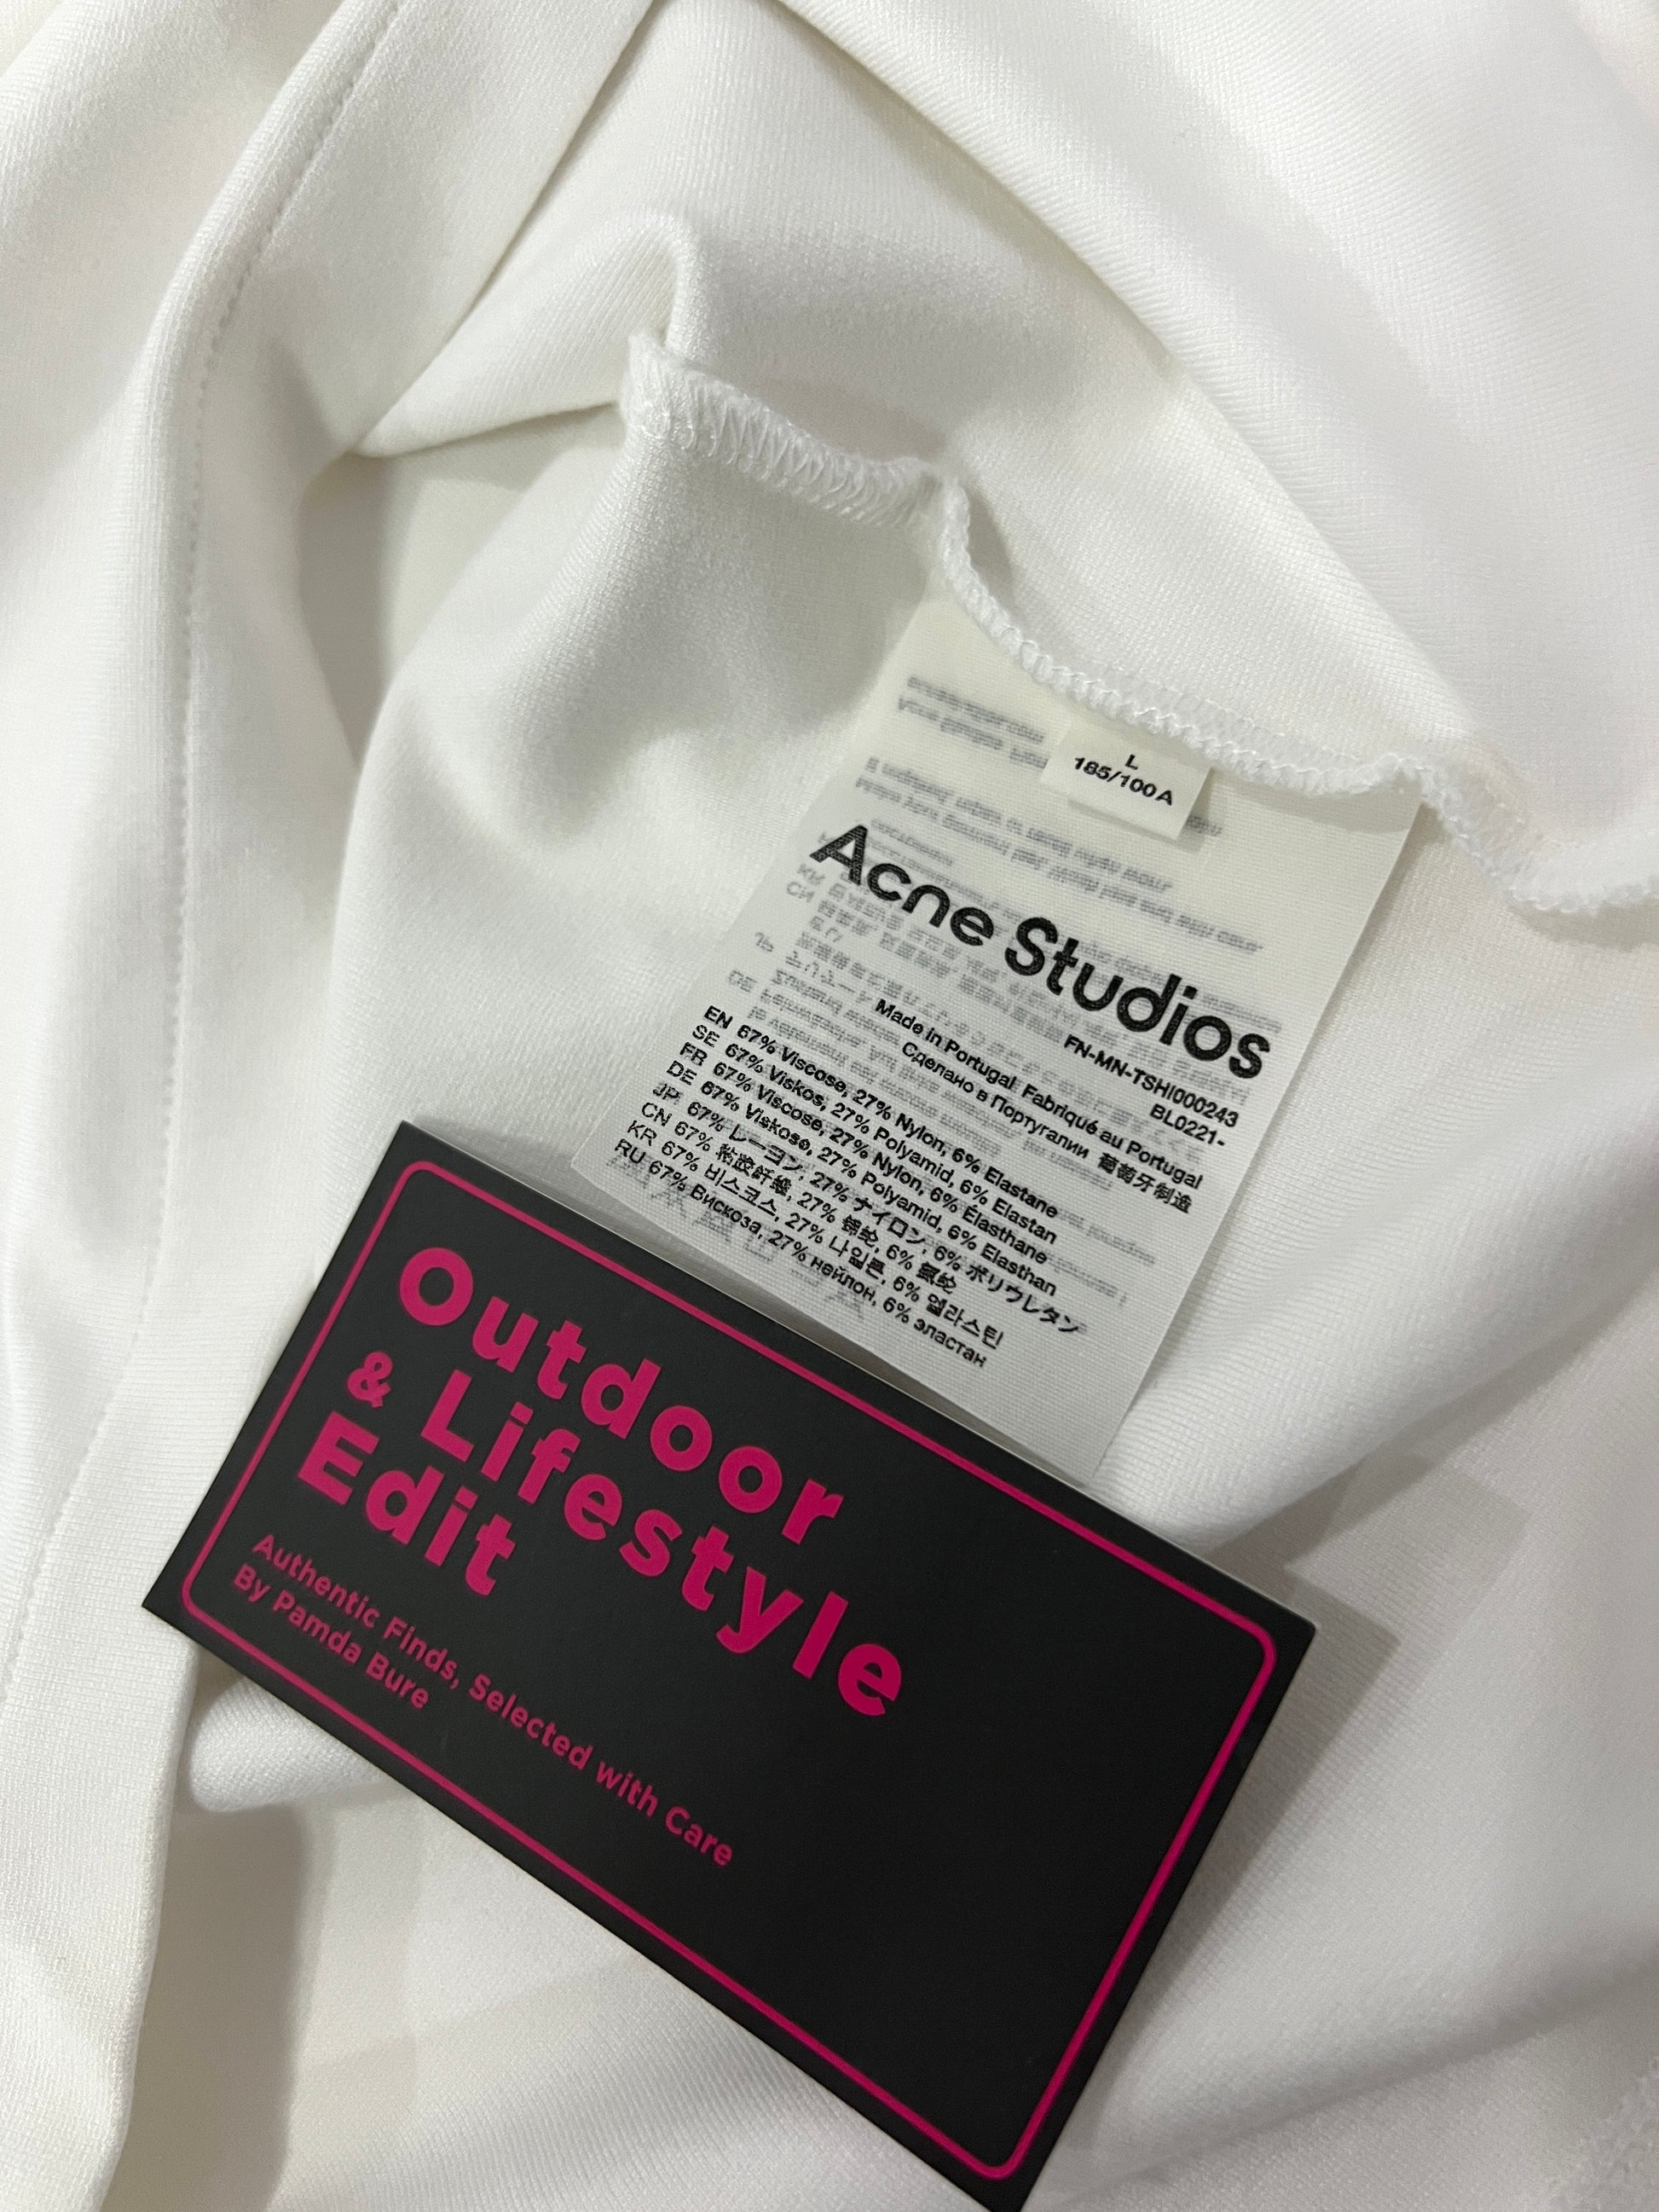 L
185/100A
Acne Studios
FN-MN-TSHI000243
BL0221-
Made in Portugal Fabriqué au Portugal
Сделано в Португалии 葡萄牙制造
EN 67% Viscose, 27% Nylon, 6% Elastane
SE 67% Viskos, 27% Polyamid, 6% Elastan
FR 67% Viscose, 27% Nylon, 6% Élasthane
DE 67% Viskose, 27% Polyamid, 6% Elasthan
JP 67% レーヨン, 27% ナイロン, 6% ポリウレタン
CN 67% 粘胶纤维, 27% 锦纶, 6% 氨纶
KR 67% 비스코스, 27% 나일론, 6% 엘라스틴
RU 67% Вискоза, 27% нейлон, 6% эластан
Outdoor
& Lifestyle
Edit
Authentic Finds, Selected with Care
By Pamda Bure